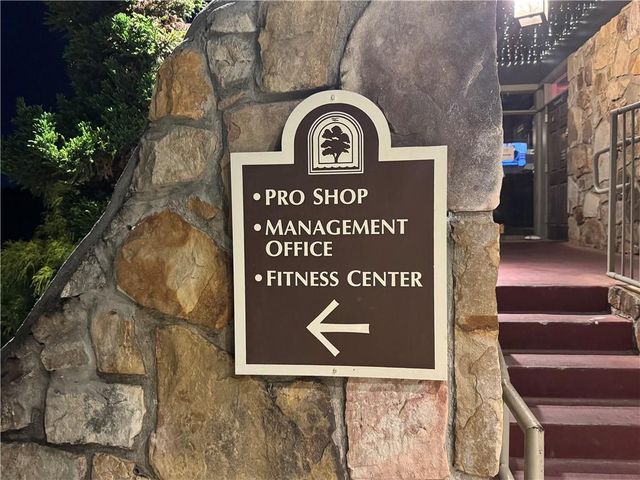 • PRO SHOP
• MANAGEMENT
OFFICE
• FITNESS CENTER